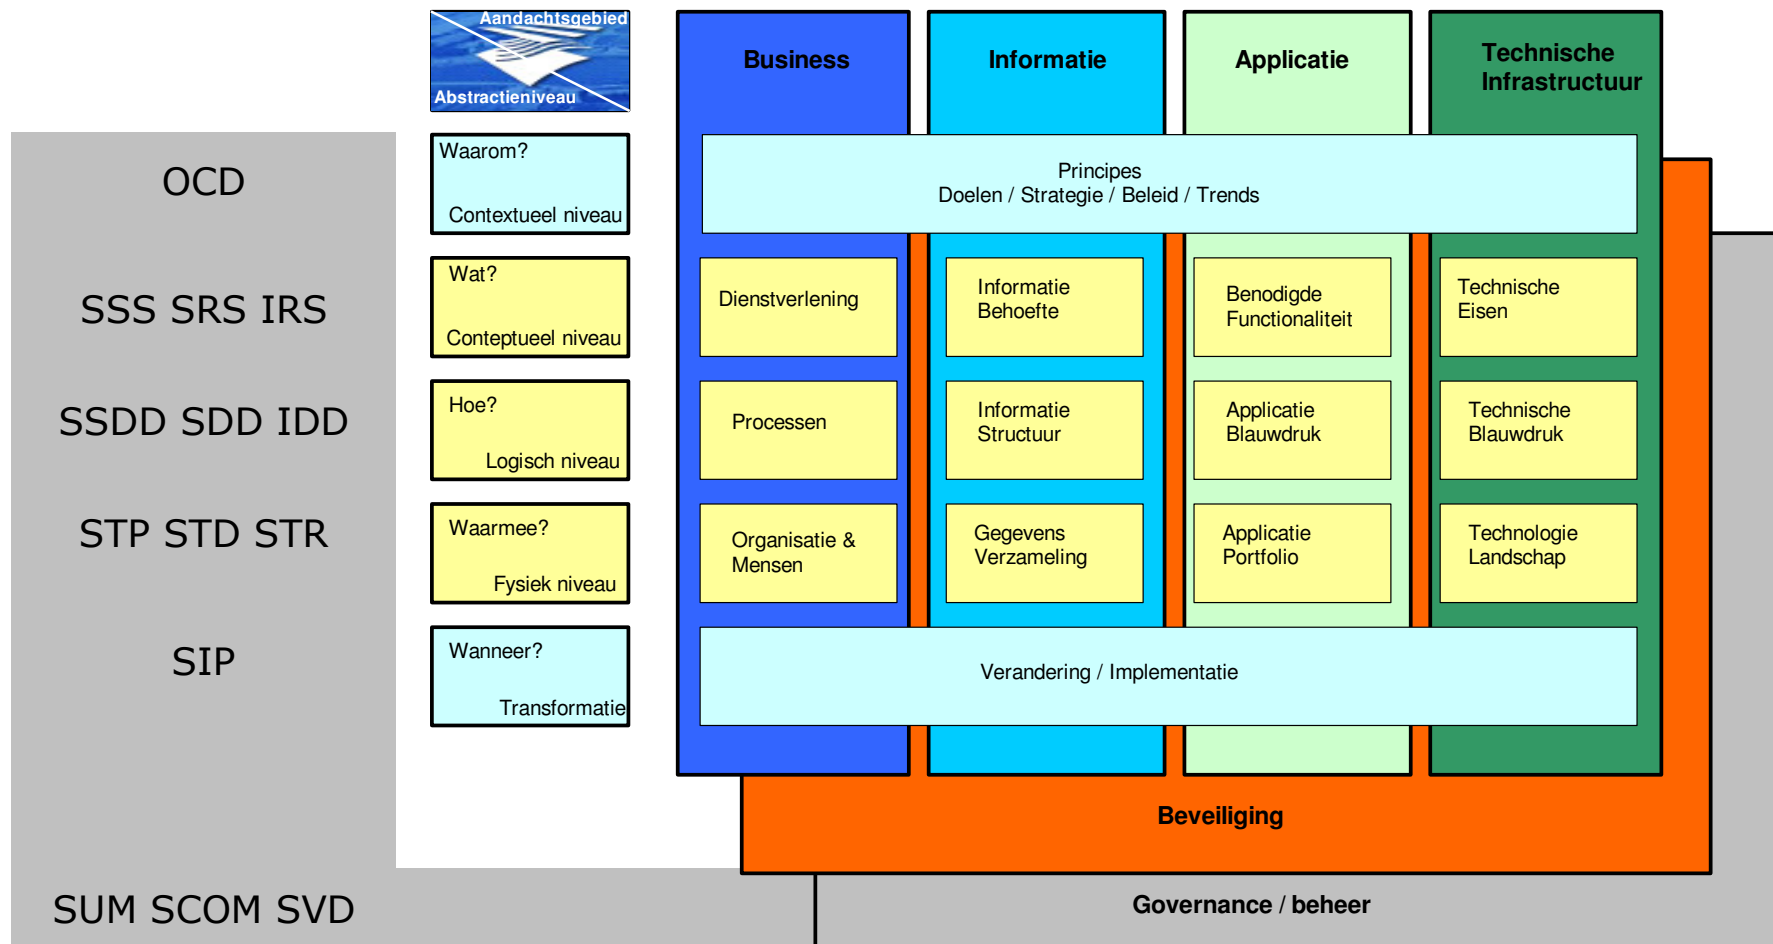 Aandachtsgebied
Abstractieniveau
Business
Informatie
Applicatie
Technische
Infrastructuur
OCD
Waarom?
Contextueel niveau
Principes
Doelen / Strategie / Beleid / Trends
SSS SRS IRS
Wat?
Conteptueel niveau
Dienstverlening
Informatie
Behoefte
Benodigde
Functionaliteit
Technische
Eisen
SSDD SDD IDD
Hoe?
Logisch niveau
Processen
Informatie
Structuur
Applicatie
Blauwdruk
Technische
Blauwdruk
STP STD STR
Waarmee?
Fysiek niveau
Organisatie &
Mensen
Gegevens
Verzameling
Applicatie
Portfolio
Technologie
Landschap
SIP
Wanneer?
Transformatie
Verandering / Implementatie
Beveiliging
SUM SCOM SVD
Governance / beheer